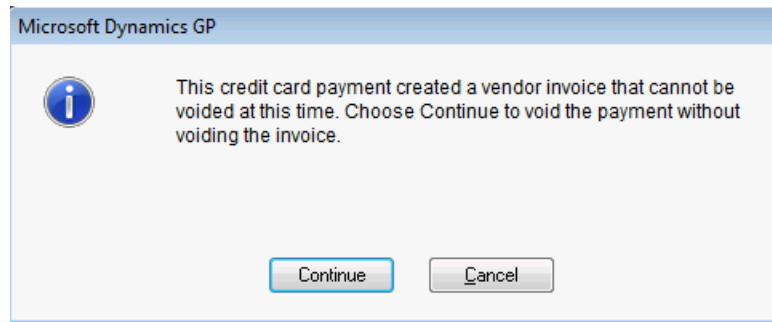 Microsoft Dynamics GP
This credit card payment created a vendor invoice that cannot be
voided at this time. Choose Continue to void the payment without
voiding the invoice.
Continue
Cancel